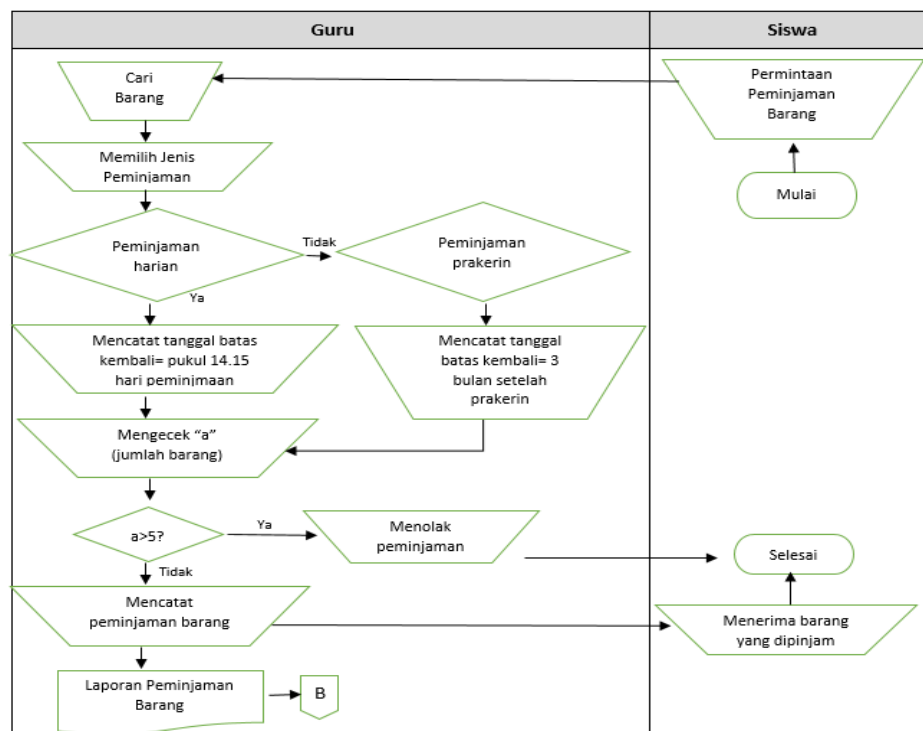 Guru
Siswa
Cari
Barang
Permintaan
Peminjaman
Barang
Memilih Jenis
Peminjaman
Mulai
Peminjaman
harian
Tidak
Peminjaman
prakerin
Ya
Mencatat tanggal batas
kembali= pukul 14.15
hari peminjmaan
Mencatat tanggal
batas kembali= 3
bulan setelah
prakerin
Mengecek “a”
(jumlah barang)
a>5?
Ya
Menolak
peminjaman
Selesai
Tidak
Mencatat
peminjaman barang
Menerima barang
yang dipinjam
Laporan Peminjaman
Barang
B